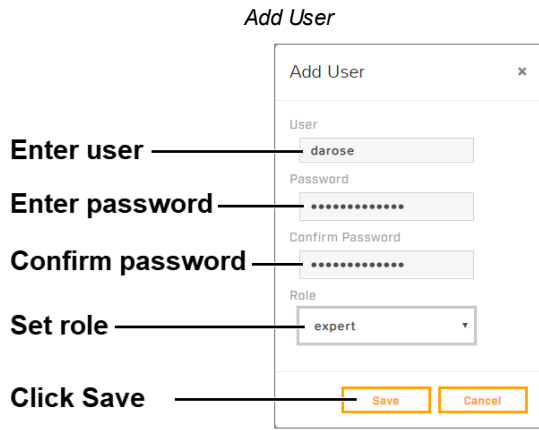 Add User
Add User ×
User
Enter user darose
Password
Enter password •••••••••••••
Confirm Password
Confirm password •••••••••••••
Role
Set role expert ▾
Click Save Save Cancel